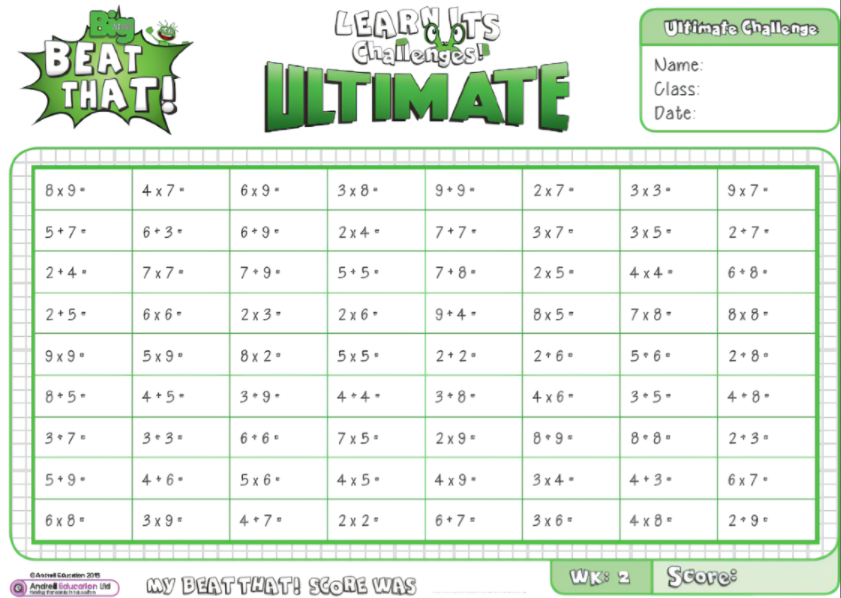 Big
BEAT
THAT!
LEARN ITS
Challenges!
ULTIMATE
Ultimate Challenge
Name:
Class:
Date:
8 x 9 = 4 x 7 = 6 x 9 = 3 x 8 = 9 + 9 = 2 x 7 = 3 x 3 = 9 x 7 =
5 + 7 = 6 + 3 = 6 + 9 = 2 x 4 = 7 + 7 = 3 x 7 = 3 x 5 = 2 + 7 =
2 + 4 = 7 x 7 = 7 + 9 = 5 + 5 = 7 + 8 = 2 x 5 = 4 x 4 = 6 + 8 =
2 + 5 = 6 x 6 = 2 x 3 = 2 x 6 = 9 + 4 = 8 x 5 = 7 x 8 = 8 x 8 =
9 x 9 = 5 x 9 = 8 x 2 = 5 x 5 = 2 + 2 = 2 + 6 = 5 + 6 = 2 + 8 =
8 + 5 = 4 + 5 = 3 + 9 = 4 + 4 = 3 + 8 = 4 x 6 = 3 + 5 = 4 + 8 =
3 + 7 = 3 + 3 = 6 + 6 = 7 x 5 = 2 x 9 = 8 + 9 = 8 + 8 = 2 + 3 =
5 + 9 = 4 + 6 = 5 x 6 = 4 x 5 = 4 x 9 = 3 x 4 = 4 + 3 = 6 x 7 =
6 x 8 = 3 x 9 = 4 + 7 = 2 x 2 = 6 + 7 = 3 x 6 = 4 x 8 = 2 + 9 =
Andrell Education Ltd
MY BEAT THAT! SCORE WAS
WK: 2
Score: